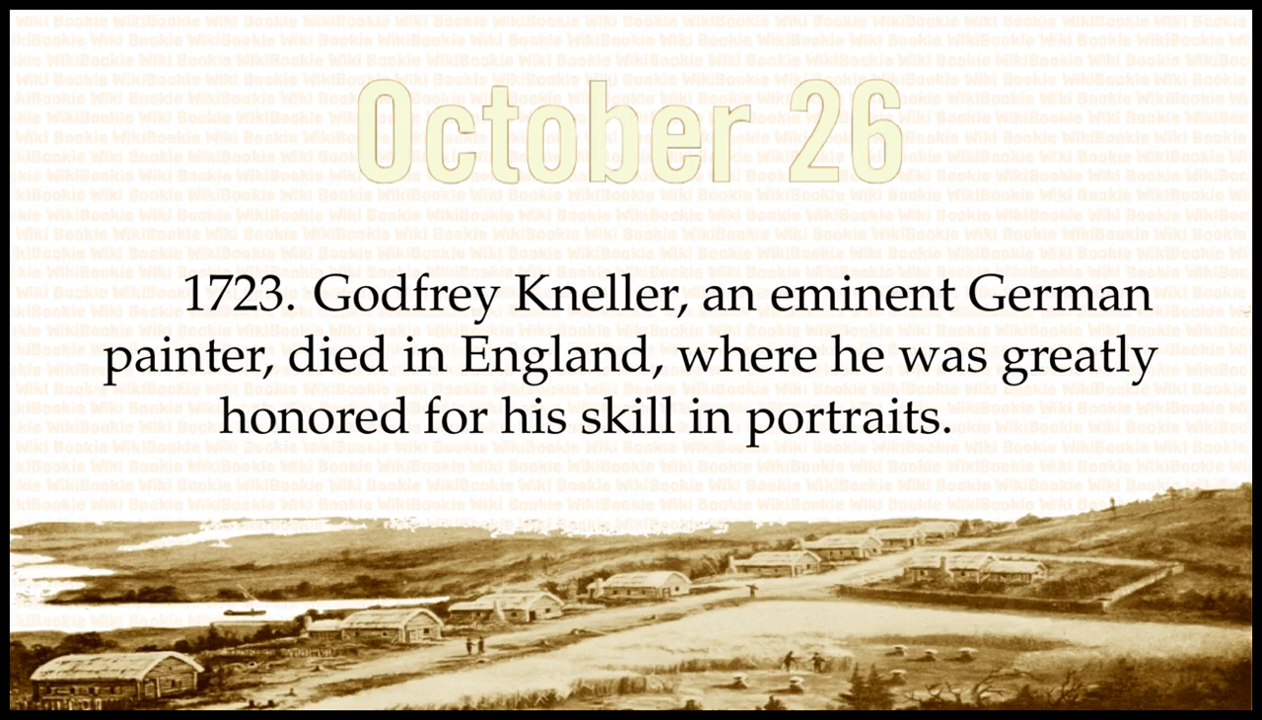 October 26
1723. Godfrey Kneller, an eminent German
painter, died in England, where he was greatly
honored for his skill in portraits.